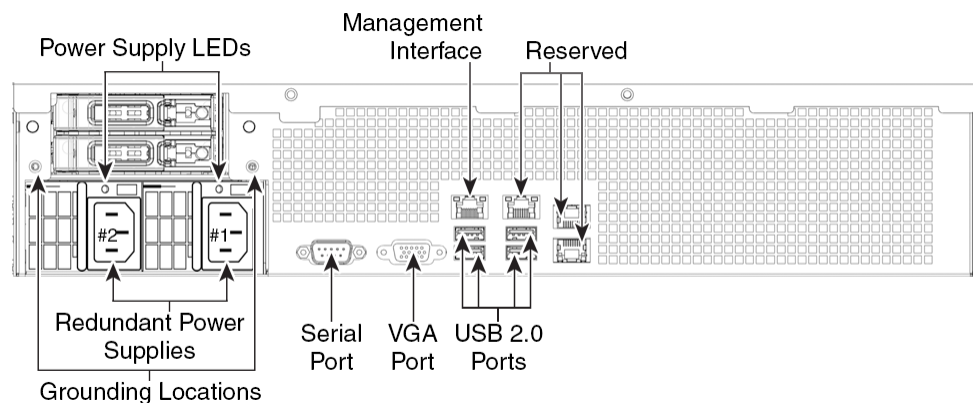 Management
Interface
Power Supply LEDs
Reserved
#2
#1
Redundant Power
Supplies
Serial
Port
VGA
Port
USB 2.0
Ports
Grounding Locations